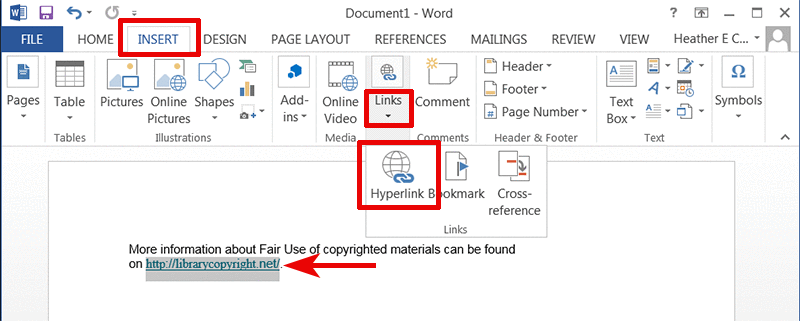 Document1 - Word
FILE HOME INSERT DESIGN PAGE LAYOUT REFERENCES MAILINGS REVIEW VIEW Heather E C...
Pages
Table
Pictures
Online Pictures
Shapes
Add-ins
Online Video
Links
Comment
Header
Footer
Page Number
Text Box
Symbols
Tables
Illustrations
Media
Comments
Header & Footer
Text
Hyperlink
Bookmark
Cross-reference
Links
More information about Fair Use of copyrighted materials can be found
on http://librarycopyright.net/.